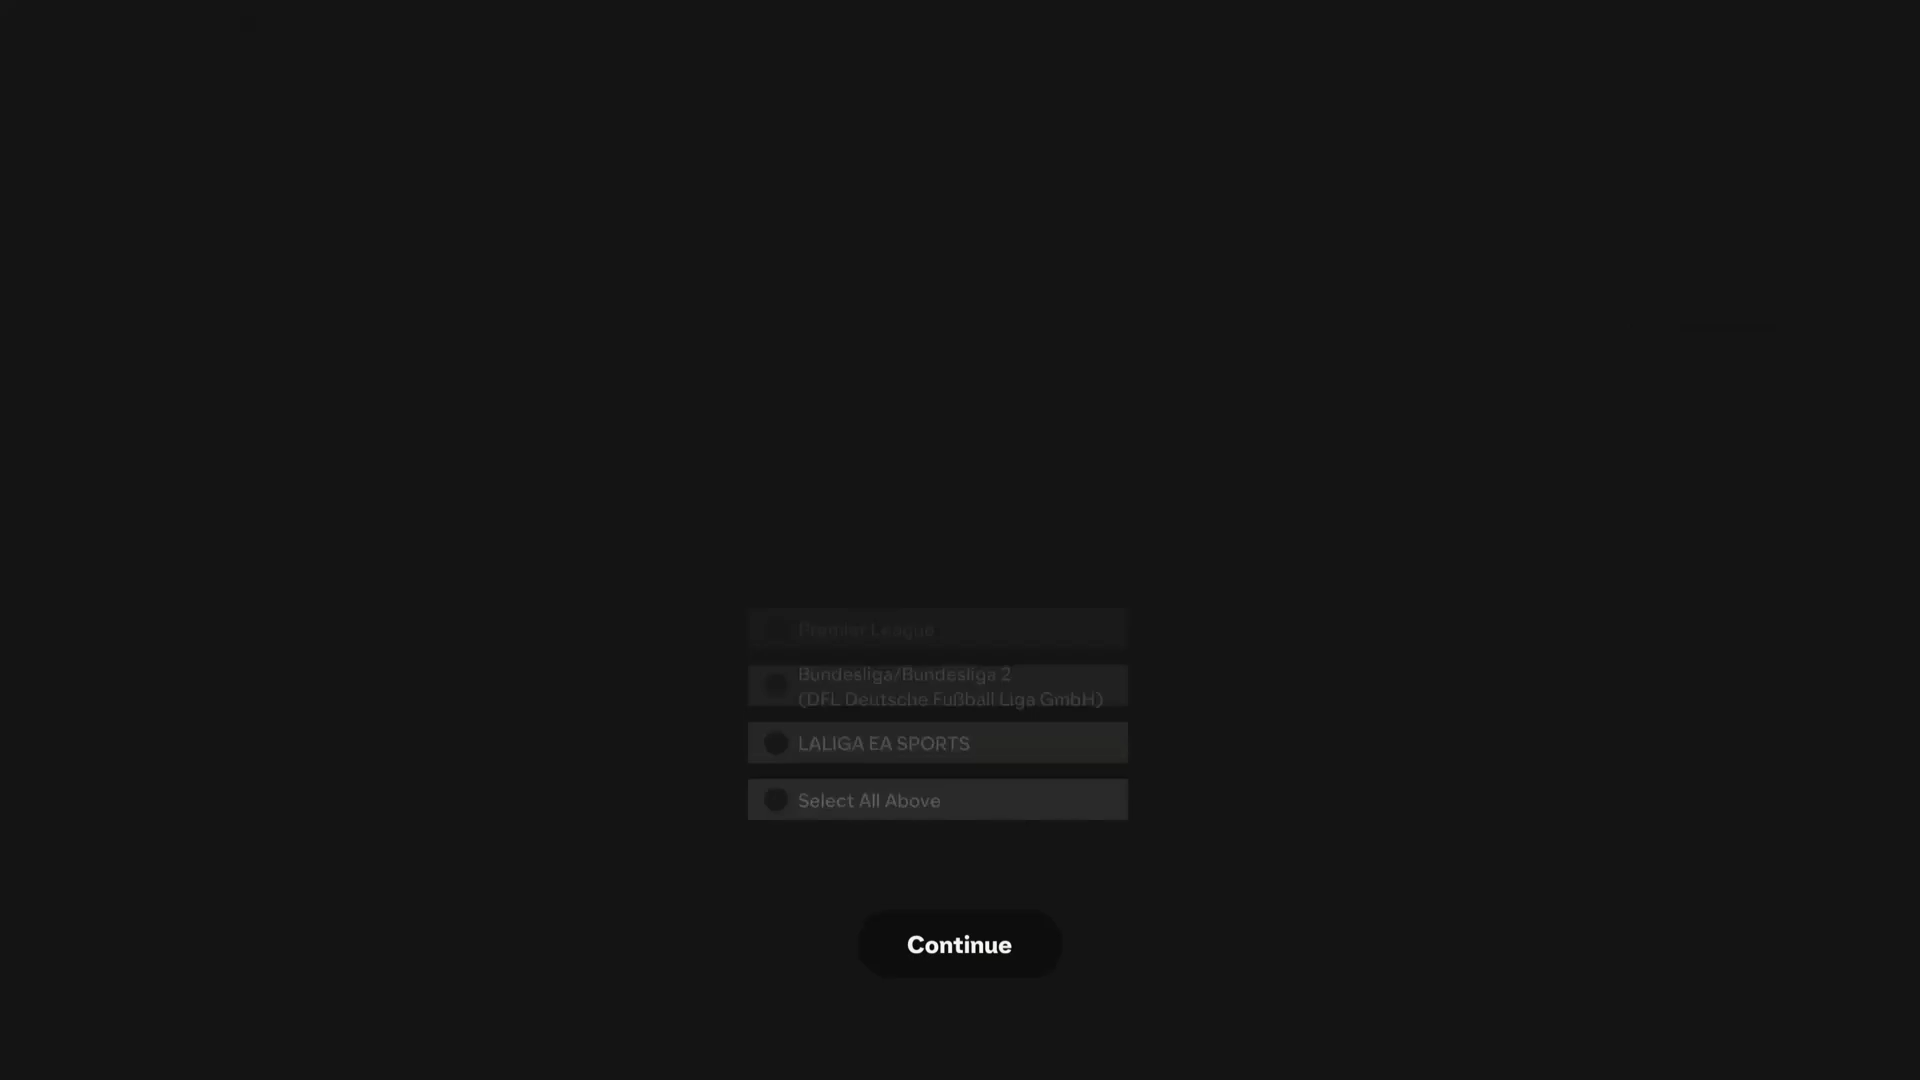 Premier League
Bundesliga/Bundesliga 2
(DFL Deutsche Fußball Liga GmbH)
LALIGA EA SPORTS
Select All Above
Continue